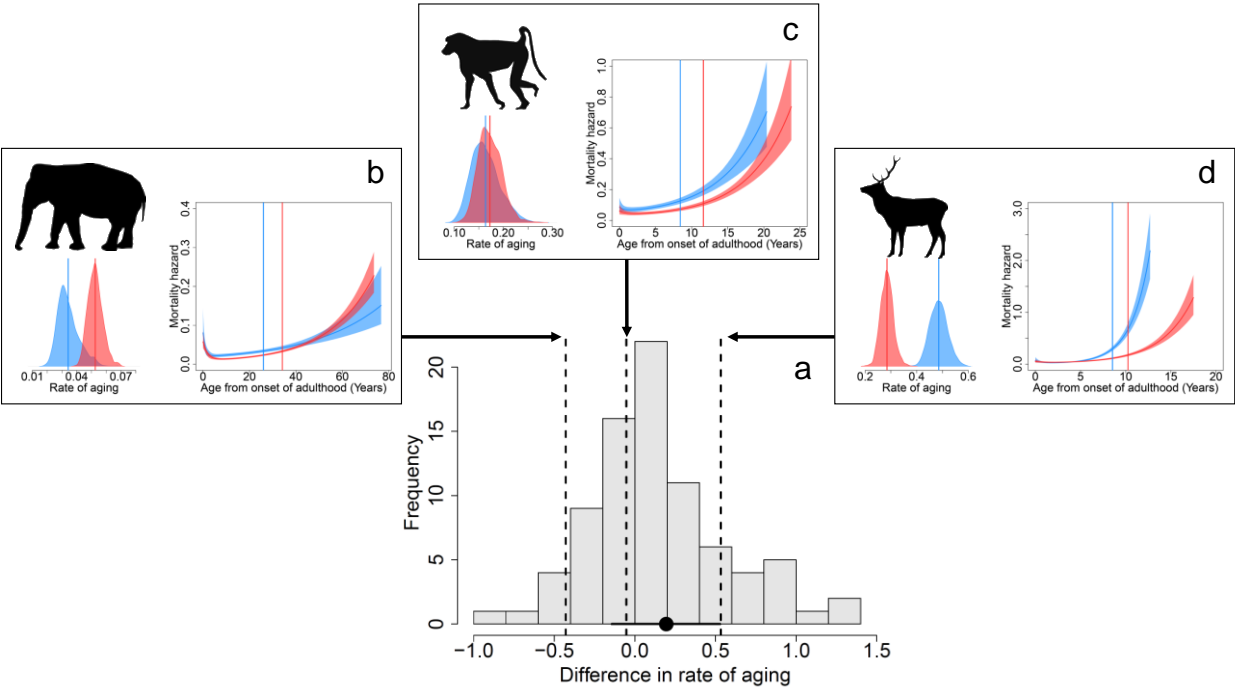 c
Mortality hazard
0.0 0.2 0.4 0.6 0.8 1.0
0.10 0.20 0.30
Rate of aging
0 5 10 15 20 25
Age from onset of adulthood (Years)
b
Mortality hazard
0.0 0.1 0.2 0.3 0.4
0.01 0.04 0.07
Rate of aging
0 20 40 60 80
Age from onset of adulthood (Years)
d
Mortality hazard
0.0 1.0 2.0 3.0
0.2 0.4 0.6
Rate of aging
0 5 10 15 20
Age from onset of adulthood (Years)
a
Frequency
0 5 10 15 20
−1.0 −0.5 0.0 0.5 1.0 1.5
Difference in rate of aging